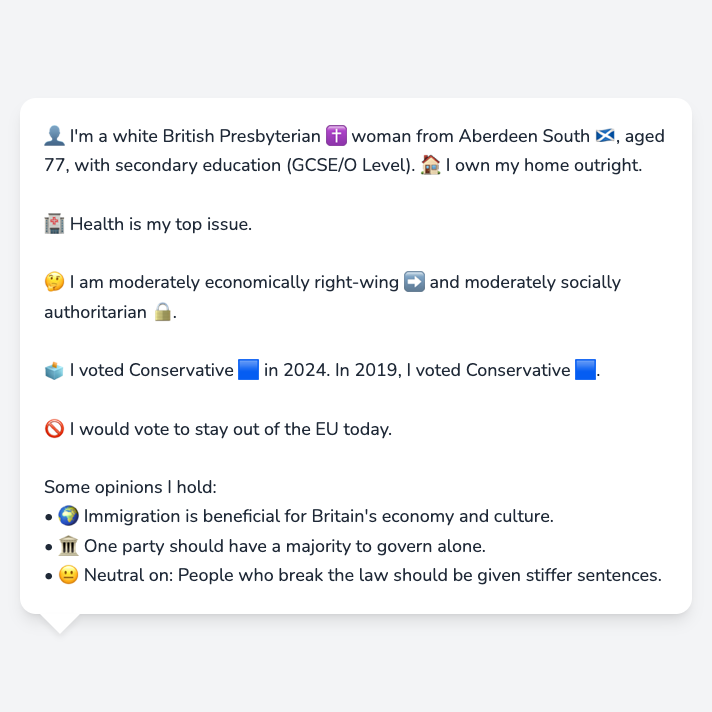 👤 I'm a white British Presbyterian ✝️ woman from Aberdeen South 🏴󠁧󠁢󠁳󠁣󠁴󠁿, aged
77, with secondary education (GCSE/O Level). 🏠 I own my home outright.
🏥 Health is my top issue.
🤔 I am moderately economically right-wing ➡️ and moderately socially
authoritarian 🔒.
🗳️ I voted Conservative 🟦 in 2024. In 2019, I voted Conservative 🟦.
🚫 I would vote to stay out of the EU today.
Some opinions I hold:
• 🌍 Immigration is beneficial for Britain's economy and culture.
• 🏛️ One party should have a majority to govern alone.
• 😐 Neutral on: People who break the law should be given stiffer sentences.